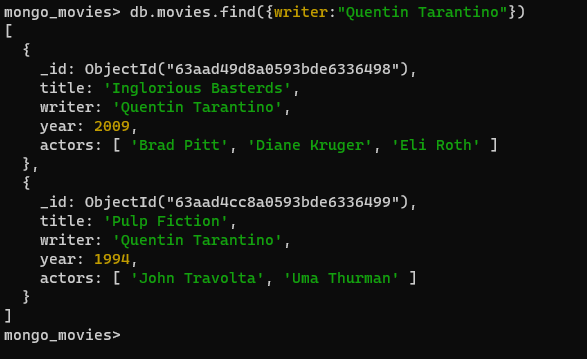 mongo_movies> db.movies.find({writer:"Quentin Tarantino"})
[
  {
    _id: ObjectId("63aad49d8a0593bde6336498"),
    title: 'Inglorious Basterds',
    writer: 'Quentin Tarantino',
    year: 2009,
    actors: [ 'Brad Pitt', 'Diane Kruger', 'Eli Roth' ]
  },
  {
    _id: ObjectId("63aad4cc8a0593bde6336499"),
    title: 'Pulp Fiction',
    writer: 'Quentin Tarantino',
    year: 1994,
    actors: [ 'John Travolta', 'Uma Thurman' ]
  }
]
mongo_movies>